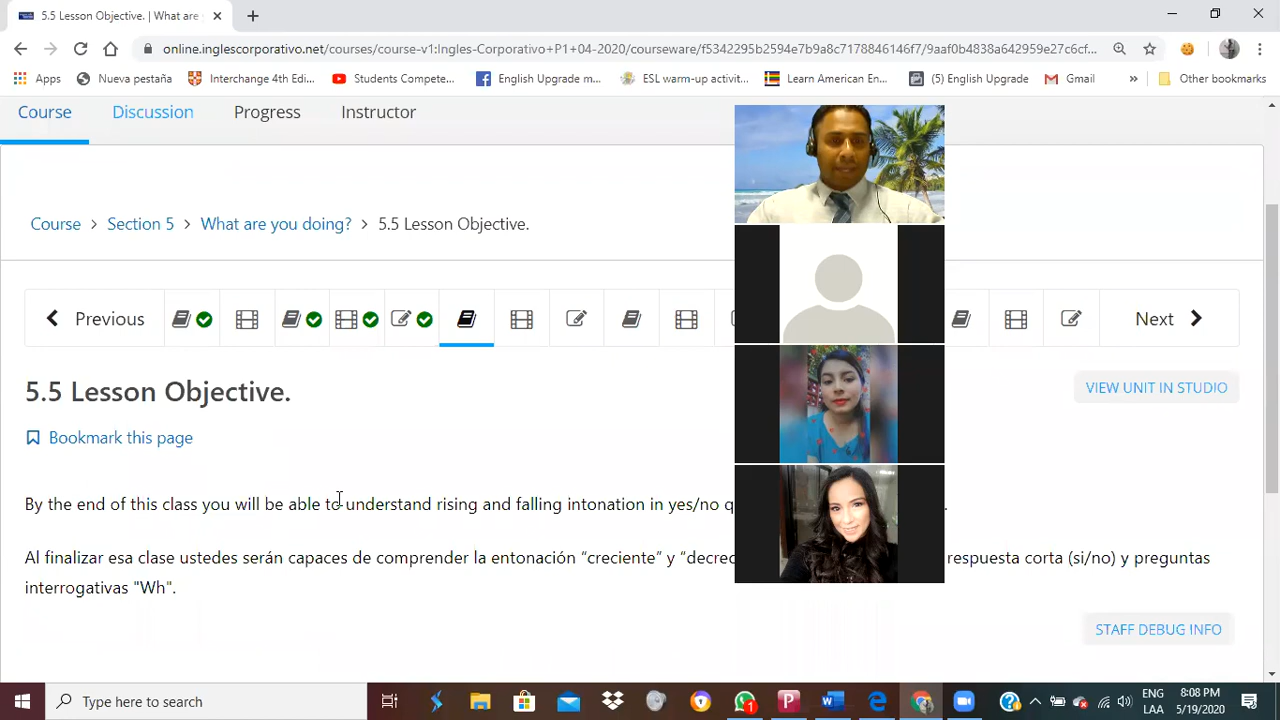 5.5 Lesson Objective. | What are
online.inglescorporativo.net/courses/course-v1:Ingles-Corporativo+P1+04-2020/courseware/f5342295b2594e7b9a8c7178846146f7/9aaf0b4838a642959e27c6cf...
Apps Nueva pestaña Interchange 4th Edi... Students Compete... English Upgrade m... ESL warm-up activit... Learn American En... (5) English Upgrade Gmail » Other bookmarks
Course Discussion Progress Instructor
Course > Section 5 > What are you doing? > 5.5 Lesson Objective.
Previous Next
5.5 Lesson Objective.
VIEW UNIT IN STUDIO
Bookmark this page
By the end of this class you will be able to understand rising and falling intonation in yes/no q
Al finalizar esa clase ustedes serán capaces de comprender la entonación “creciente” y “decrec respuesta corta (si/no) y preguntas
interrogativas "Wh".
STAFF DEBUG INFO
Type here to search
1
ENG 8:08 PM
LAA 5/19/2020